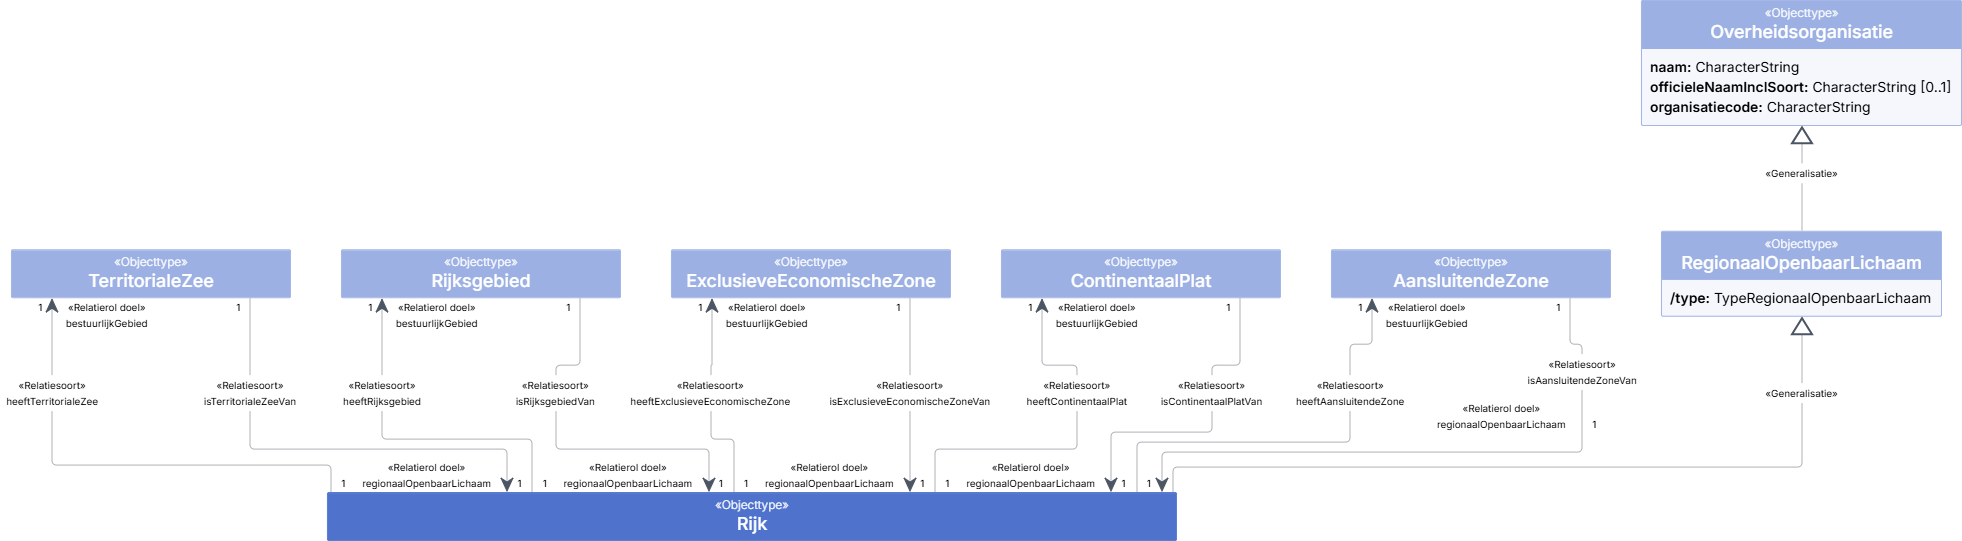 «Objecttype»
Overheidsorganisatie
naam: CharacterString
officieleNaamInclSoort: CharacterString [0..1]
organisatiecode: CharacterString
«Generalisatie»
«Objecttype»
RegionaalOpenbaarLichaam
/type: TypeRegionaalOpenbaarLichaam
«Generalisatie»
«Objecttype»
TerritorialeZee
«Objecttype»
Rijksgebied
«Objecttype»
ExclusieveEconomischeZone
«Objecttype»
ContinentaalPlat
«Objecttype»
AansluitendeZone
1 «Relatierol doel» 1
bestuurlijkGebied
1 «Relatierol doel» 1
bestuurlijkGebied
1 «Relatierol doel» 1
bestuurlijkGebied
1 «Relatierol doel» 1
bestuurlijkGebied
1 «Relatierol doel» 1
bestuurlijkGebied
«Relatiesoort»
heeftTerritorialeZee
«Relatiesoort»
isTerritorialeZeeVan
«Relatiesoort»
heeftRijksgebied
«Relatiesoort»
isRijksgebiedVan
«Relatiesoort»
heeftExclusieveEconomischeZone
«Relatiesoort»
isExclusieveEconomischeZoneVan
«Relatiesoort»
heeftContinentaalPlat
«Relatiesoort»
isContinentaalPlatVan
«Relatiesoort»
heeftAansluitendeZone
«Relatiesoort»
isAansluitendeZoneVan
«Relatierol doel»
regionaalOpenbaarLichaam 1
«Relatierol doel»
1 regionaalOpenbaarLichaam 1
«Relatierol doel»
1 regionaalOpenbaarLichaam 1
«Relatierol doel»
1 regionaalOpenbaarLichaam 1
«Relatierol doel»
1 regionaalOpenbaarLichaam 1
1
«Objecttype»
Rijk